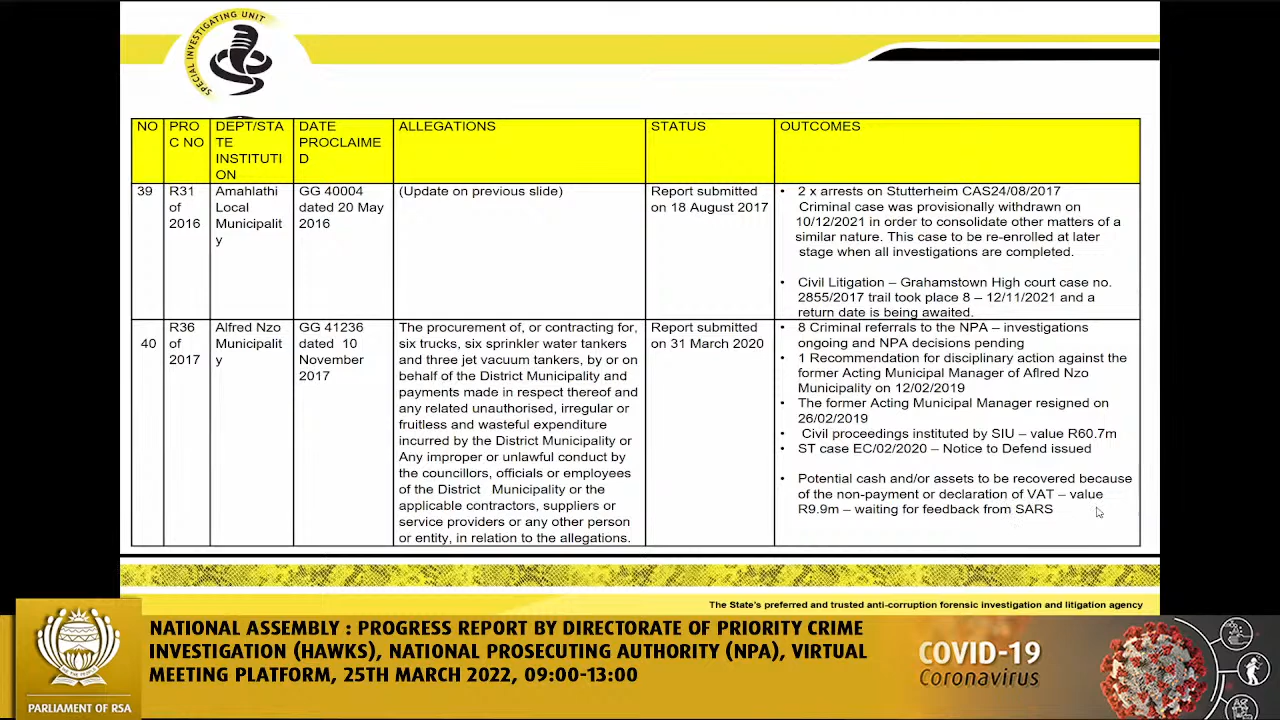 SPECIAL INVESTIGATING UNIT
NO
PRO
C NO
DEPT/STA
TE
INSTITUTI
ON
DATE
PROCLAIME
D
ALLEGATIONS
STATUS
OUTCOMES
39
R31
of
2016
Amahlathi
Local
Municipalit
y
GG 40004
dated 20 May
2016
(Update on previous slide)
Report submitted
on 18 August 2017
• 2 x arrests on Stutterheim CAS24/08/2017
Criminal case was provisionally withdrawn on
10/12/2021 in order to consolidate other matters of a
similar nature. This case to be re-enrolled at later
stage when all investigations are completed.
• Civil Litigation – Grahamstown High court case no.
2855/2017 trail took place 8 – 12/11/2021 and a
return date is being awaited.
40
R36
of
2017
Alfred Nzo
Municipalit
y
GG 41236
dated 10
November
2017
The procurement of, or contracting for,
six trucks, six sprinkler water tankers
and three jet vacuum tankers, by or on
behalf of the District Municipality and
payments made in respect thereof and
any related unauthorised, irregular or
fruitless and wasteful expenditure
incurred by the District Municipality or
Any improper or unlawful conduct by
the councillors, officials or employees
of the District Municipality or the
applicable contractors, suppliers or
service providers or any other person
or entity, in relation to the allegations.
Report submitted
on 31 March 2020
• 8 Criminal referrals to the NPA – investigations
ongoing and NPA decisions pending
• 1 Recommendation for disciplinary action against the
former Acting Municipal Manager of Aflred Nzo
Municipality on 12/02/2019
• The former Acting Municipal Manager resigned on
26/02/2019
• Civil proceedings instituted by SIU – value R60.7m
• ST case EC/02/2020 – Notice to Defend issued
• Potential cash and/or assets to be recovered because
of the non-payment or declaration of VAT – value
R9.9m – waiting for feedback from SARS
The State's preferred and trusted anti-corruption forensic investigation and litigation agency
PARLIAMENT OF RSA
NATIONAL ASSEMBLY : PROGRESS REPORT BY DIRECTORATE OF PRIORITY CRIME
INVESTIGATION (HAWKS), NATIONAL PROSECUTING AUTHORITY (NPA), VIRTUAL
MEETING PLATFORM, 25TH MARCH 2022, 09:00-13:00
COVID-19
Coronavirus